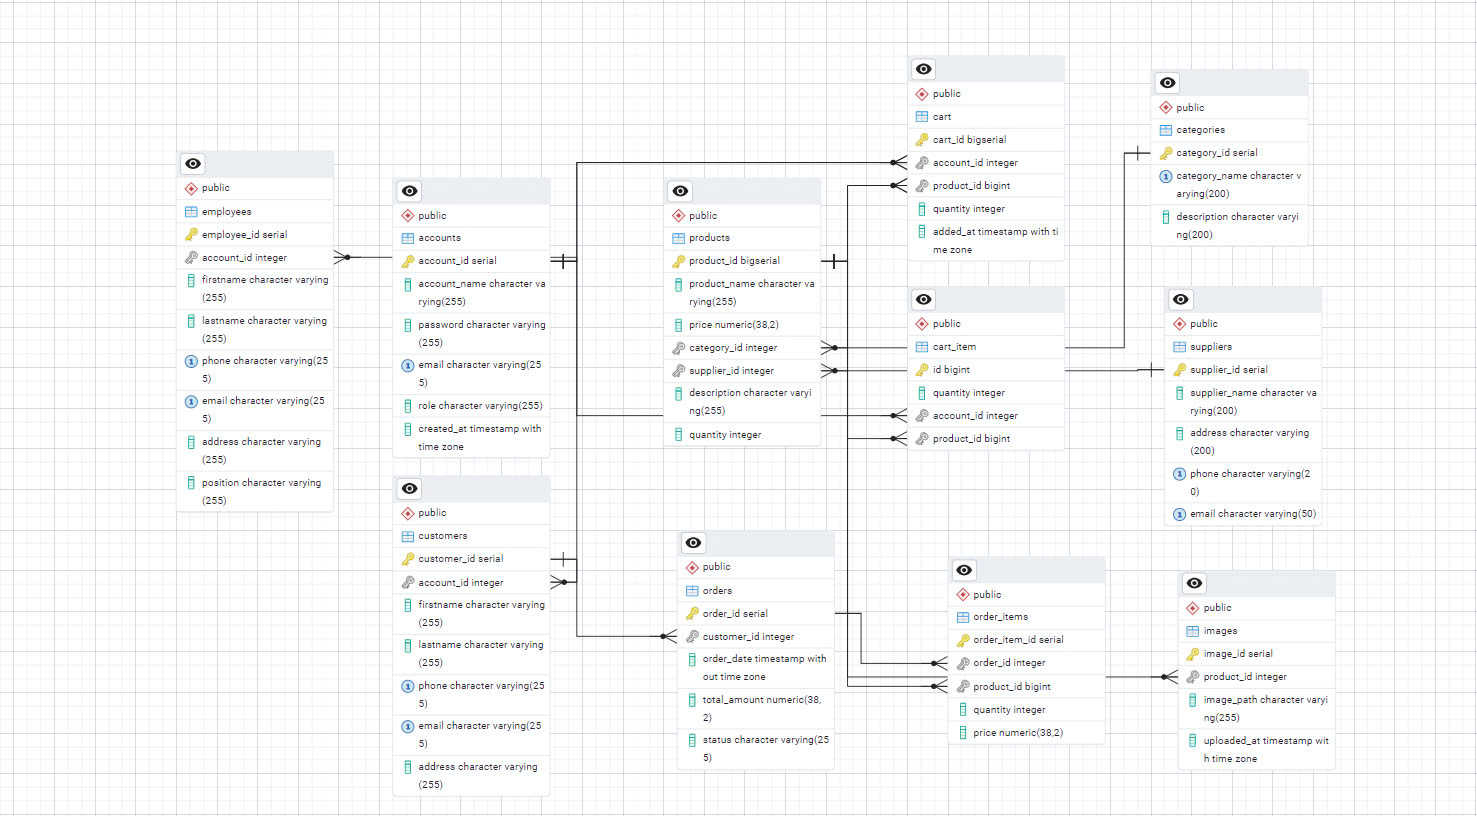 public
employees
employee_id serial
account_id integer
firstname character varying
(255)
lastname character varying
(255)
phone character varying(25
5)
email character varying(25
5)
address character varying
(255)
position character varying
(255)
public
accounts
account_id serial
account_name character va
rying(255)
password character varying
(255)
email character varying(25
5)
role character varying(255)
created_at timestamp with
time zone
public
customers
customer_id serial
account_id integer
firstname character varying
(255)
lastname character varying
(255)
phone character varying(25
5)
email character varying(25
5)
address character varying
(255)
public
products
product_id bigserial
product_name character va
rying(255)
price numeric(38,2)
category_id integer
supplier_id integer
description character varyi
ng(255)
quantity integer
public
orders
order_id serial
customer_id integer
order_date timestamp with
out time zone
total_amount numeric(38,
2)
status character varying(25
5)
public
cart
cart_id bigserial
account_id integer
product_id bigint
quantity integer
added_at timestamp with ti
me zone
public
cart_item
id bigint
quantity integer
account_id integer
product_id bigint
public
order_items
order_item_id serial
order_id integer
product_id bigint
quantity integer
price numeric(38,2)
public
categories
category_id serial
category_name character v
arying(200)
description character varyi
ng(200)
public
suppliers
supplier_id serial
supplier_name character va
rying(200)
address character varying
(200)
phone character varying(2
0)
email character varying(50)
public
images
image_id serial
product_id integer
image_path character varyi
ng(255)
uploaded_at timestamp wit
h time zone